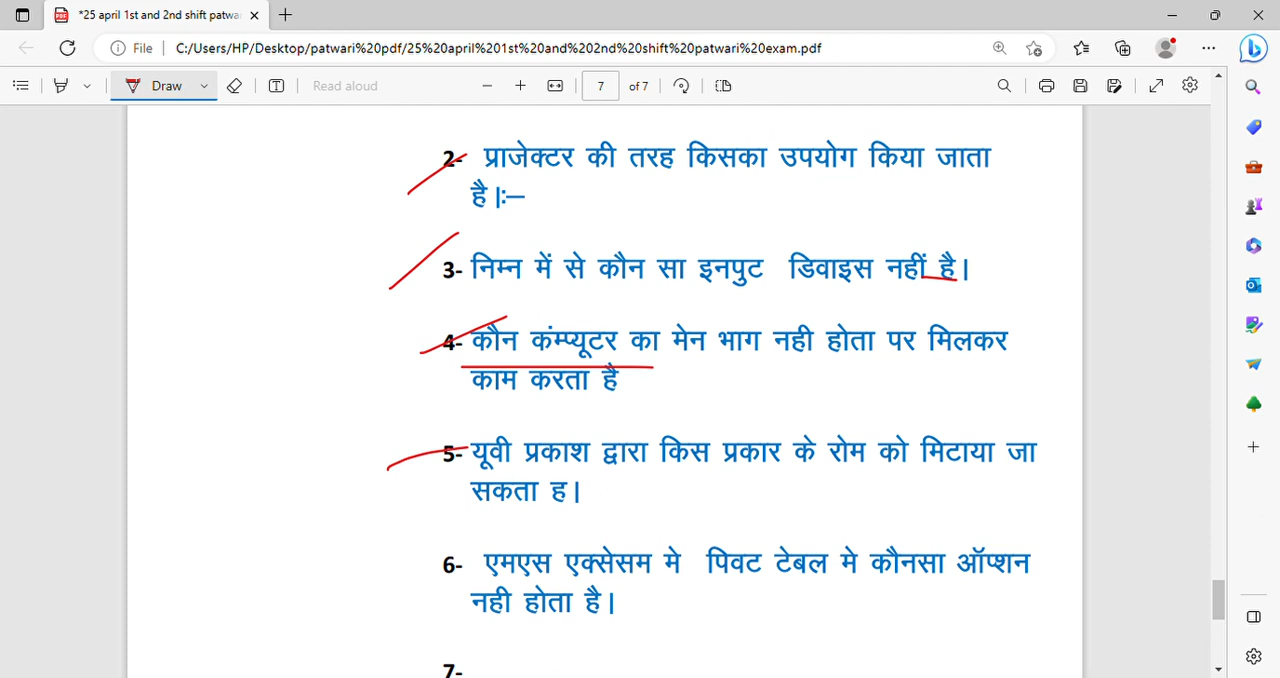 *25 april 1st and 2nd shift patwa
File C:/Users/HP/Desktop/patwari%20pdf/25%20april%201st%20and%202nd%20shift%20patwari%20exam.pdf
Draw Read aloud 7 of 7
2- प्राजेक्टर की तरह किसका उपयोग किया जाता
है|:–
3- निम्न में से कौन सा इनपुट डिवाइस नहीं है|
4- कौन कंम्प्यूटर का मेन भाग नही होता पर मिलकर
काम करता है
5- यूवी प्रकाश द्वारा किस प्रकार के रोम को मिटाया जा
सकता ह|
6- एमएस एक्सेसम मे पिवट टेबल मे कौनसा ऑप्शन
नही होता है|
7-